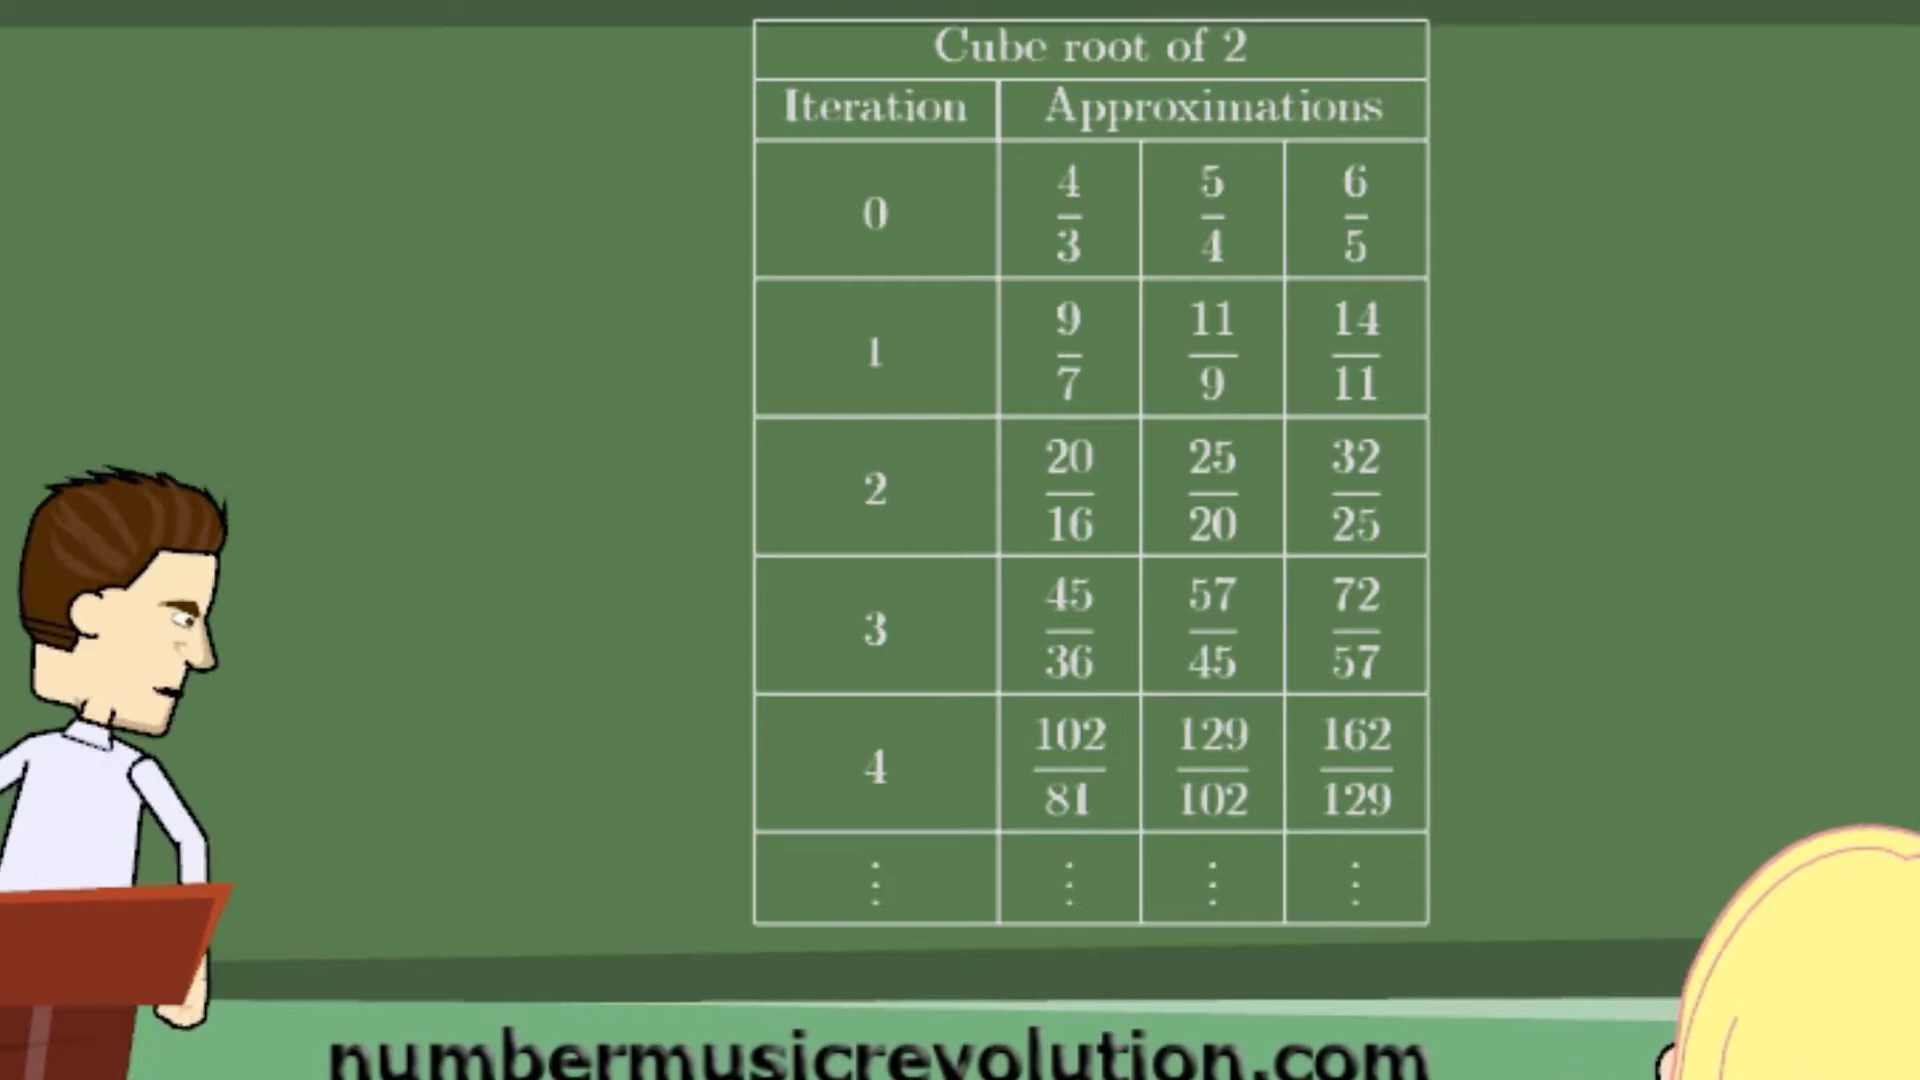 Cube root of 2
Iteration Approximations
0 4/3 5/4 6/5
1 9/7 11/9 14/11
2 20/16 25/20 32/25
3 45/36 57/45 72/57
4 102/81 129/102 162/129
⋮ ⋮ ⋮ ⋮
numbermusicrevolution.com